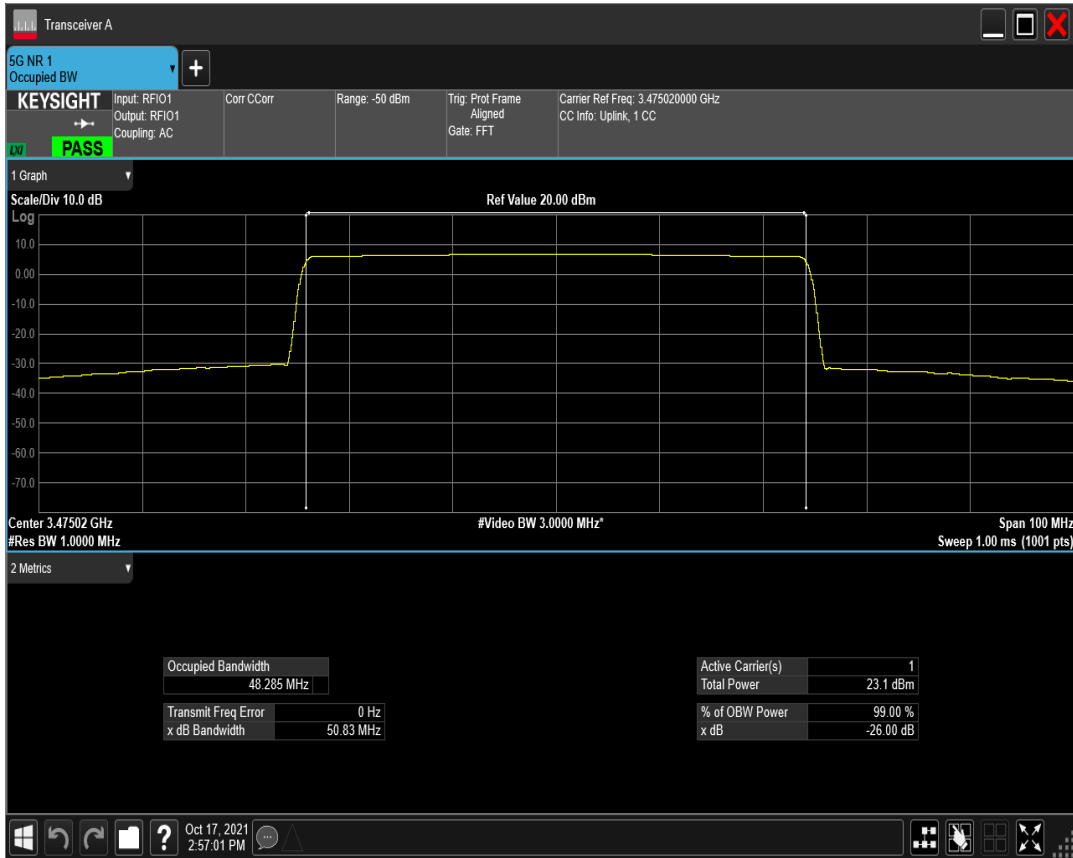 Transceiver A
5G NR 1
Occupied BW
+
KEYSIGHT
LXI
PASS
Input: RFIO1
Output: RFIO1
Coupling: AC
Corr CCorr
Range: -50 dBm
Trig: Prot Frame
Aligned
Gate: FFT
Carrier Ref Freq: 3.475020000 GHz
CC Info: Uplink, 1 CC
1 Graph
Scale/Div 10.0 dB
Ref Value 20.00 dBm
Log
10.0
0.00
-10.0
-20.0
-30.0
-40.0
-50.0
-60.0
-70.0
Center 3.47502 GHz
#Video BW 3.0000 MHz*
Span 100 MHz
#Res BW 1.0000 MHz
Sweep 1.00 ms (1001 pts)
2 Metrics
Occupied Bandwidth
48.285 MHz
Transmit Freq Error 0 Hz
x dB Bandwidth 50.83 MHz
Active Carrier(s) 1
Total Power 23.1 dBm
% of OBW Power 99.00 %
x dB -26.00 dB
?
Oct 17, 2021
2:57:01 PM